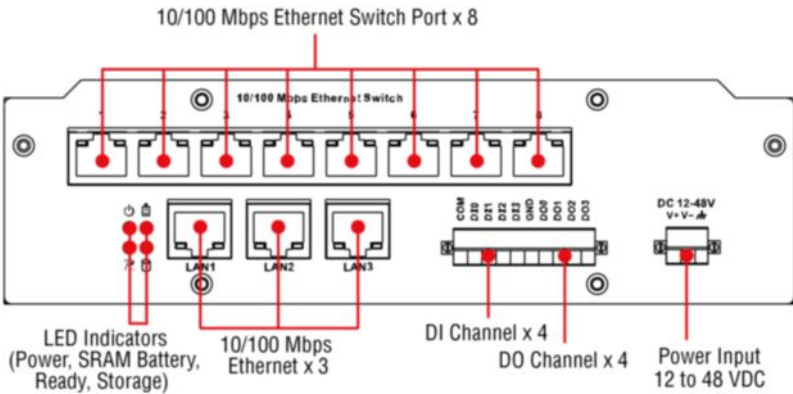 10/100 Mbps Ethernet Switch Port x 8
10/100 Mbps Ethernet Switch
1 2 3 4 5 6 7 8
COM DI0 DI1 DI2 DI3 GND DO0 DO1 DO2 DO3
DC 12-48V
V+ V-
LAN1 LAN2 LAN3
LED Indicators
(Power, SRAM Battery,
Ready, Storage)
10/100 Mbps
Ethernet x 3
DI Channel x 4
DO Channel x 4
Power Input
12 to 48 VDC